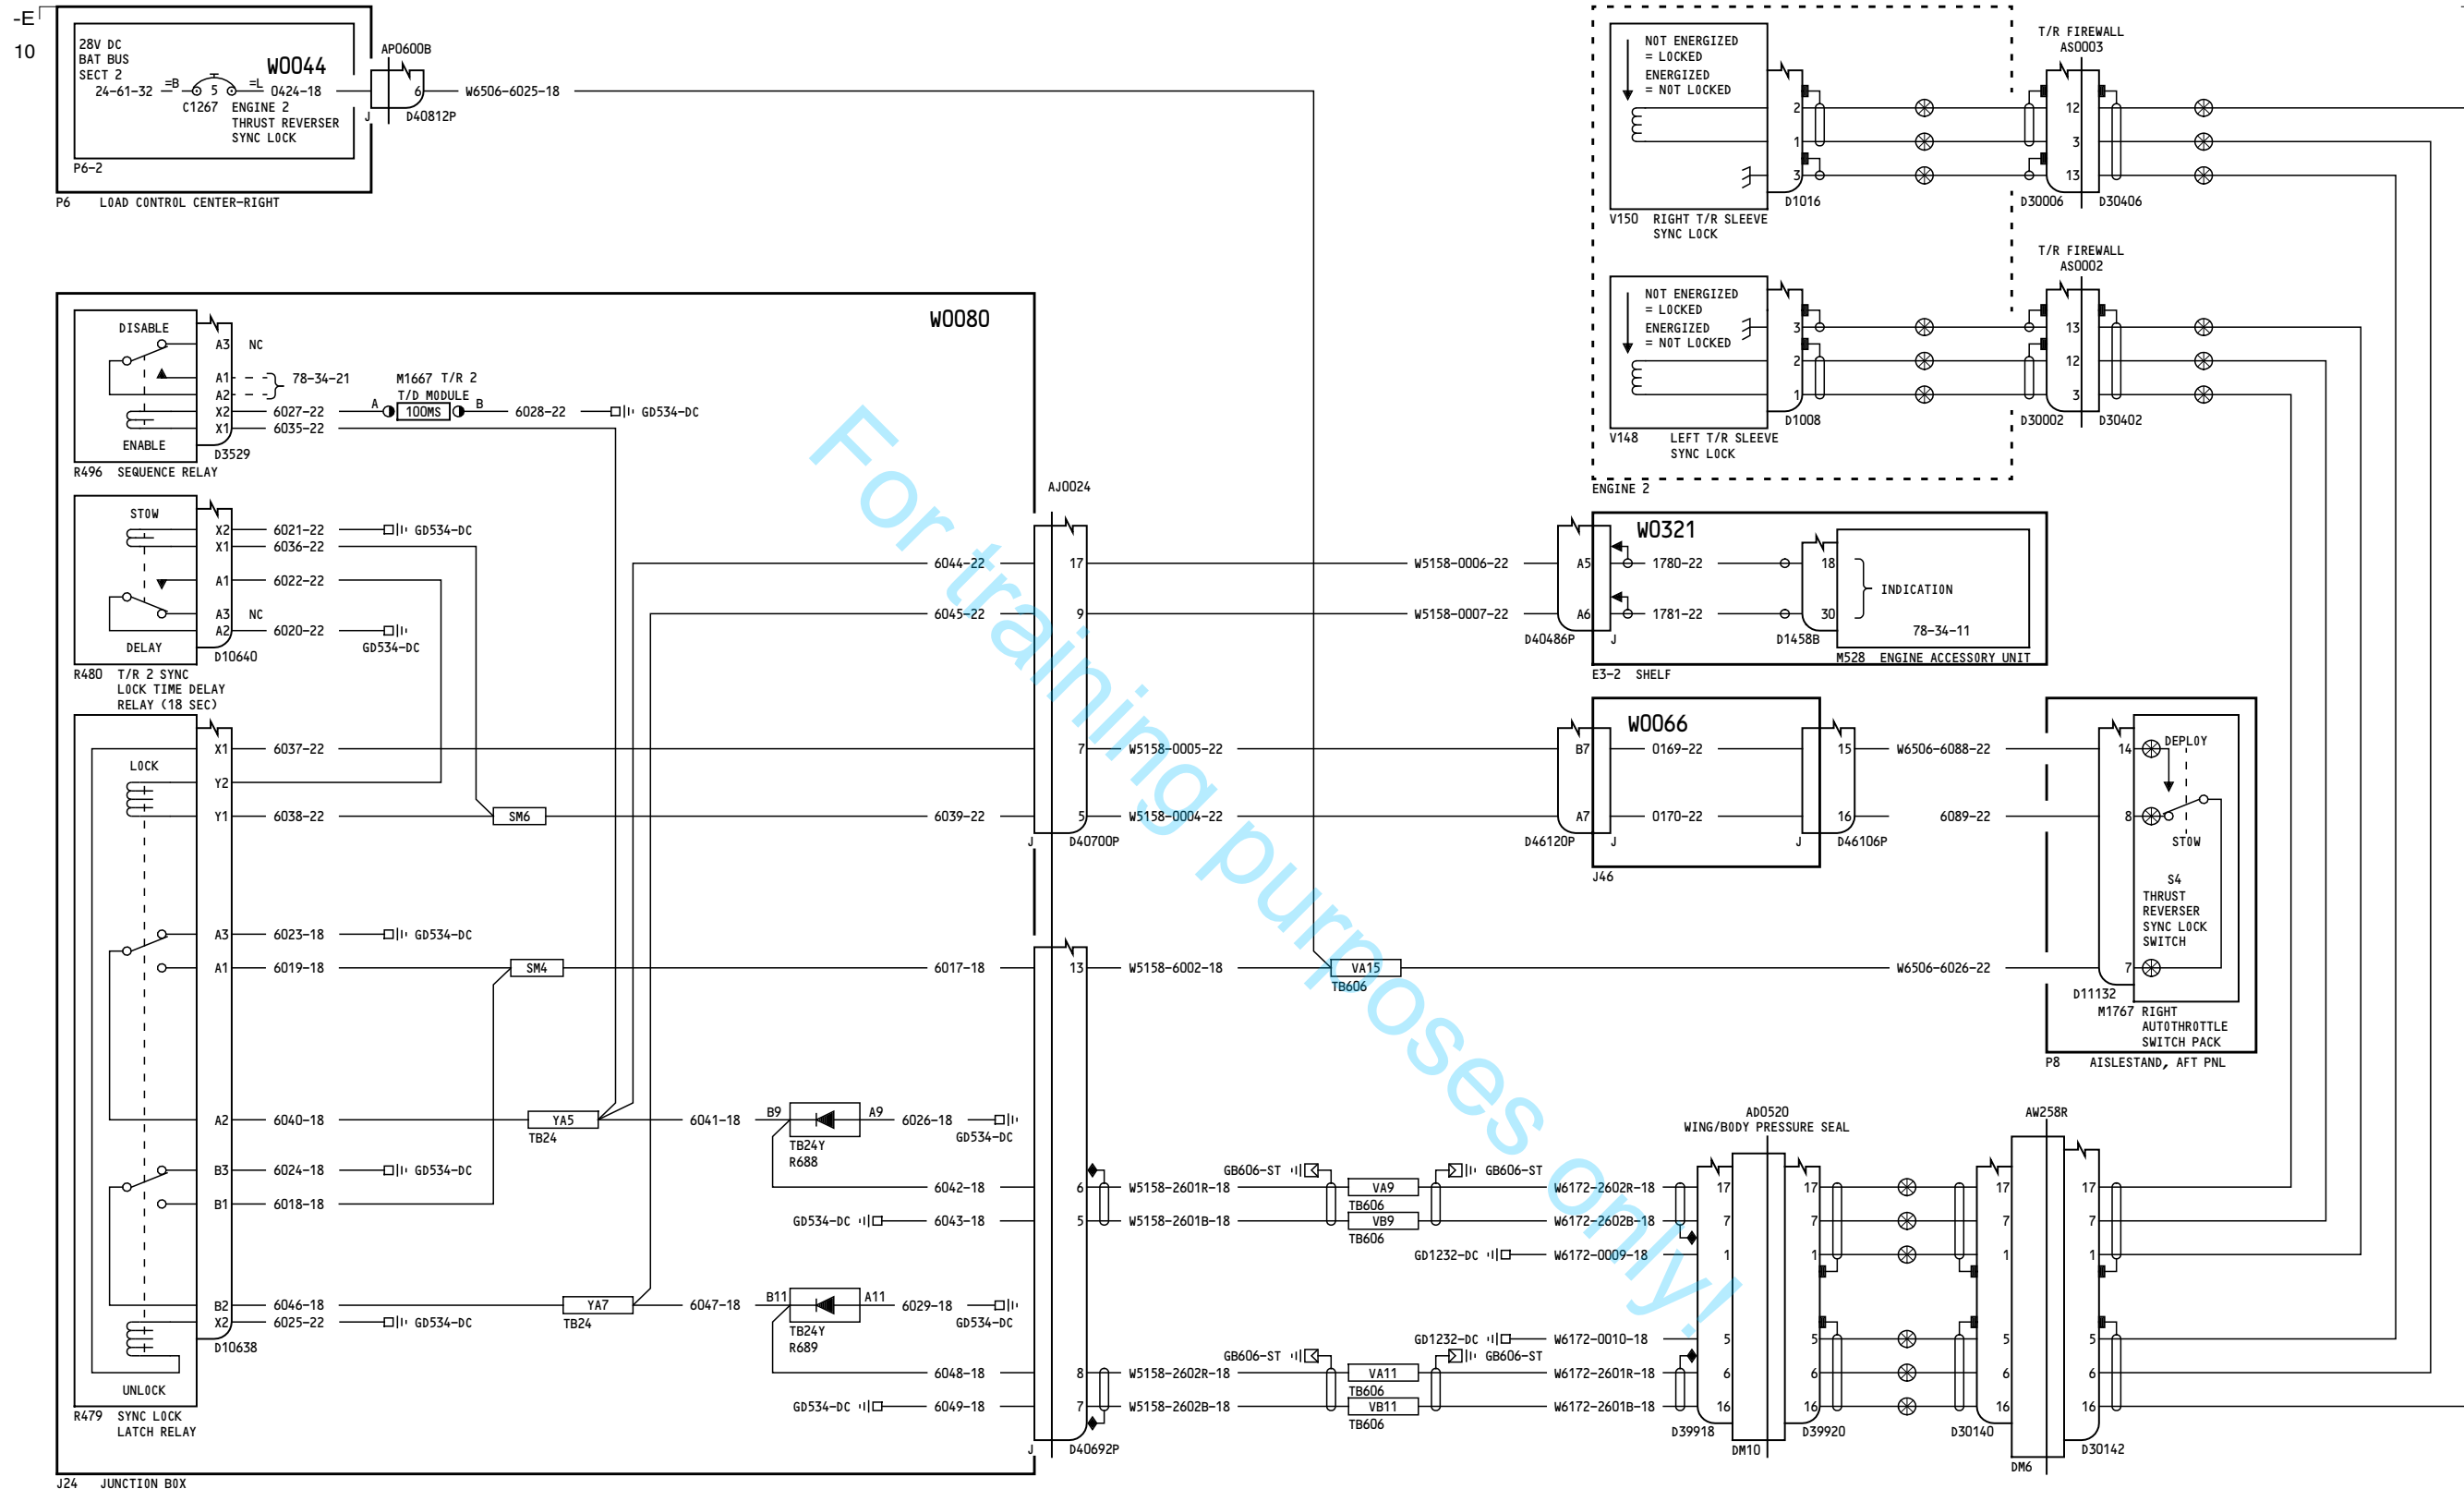 -E
10
28V DC
BAT BUS
SECT 2
24-61-32
=B
5
=L
C1267
W0044
0424-18
ENGINE 2
THRUST REVERSER
SYNC LOCK
P6-2
P6 LOAD CONTROL CENTER-RIGHT
AP0600B
6
J
D40812P
W6506-6025-18
NOT ENERGIZED
= LOCKED
ENERGIZED
= NOT LOCKED
2
1
3
D1016
V150 RIGHT T/R SLEEVE
SYNC LOCK
T/R FIREWALL
AS0003
12
3
13
D30006
D30406
NOT ENERGIZED
= LOCKED
ENERGIZED
= NOT LOCKED
3
2
1
D1008
V148 LEFT T/R SLEEVE
SYNC LOCK
ENGINE 2
T/R FIREWALL
AS0002
13
12
3
D30002
D30402
W0080
DISABLE
A3 NC
A1
A2
78-34-21
X2 6027-22
X1 6035-22
ENABLE
D3529
R496 SEQUENCE RELAY
M1667 T/R 2
T/D MODULE
A 100MS B
6028-22
GD534-DC
STOW
X2 6021-22 GD534-DC
X1 6036-22
A1 6022-22
A3 NC
A2 6020-22
GD534-DC
DELAY
D10640
R480 T/R 2 SYNC
LOCK TIME DELAY
RELAY (18 SEC)
X1 6037-22
LOCK
Y2
Y1 6038-22
SM6
6039-22
A3 6023-18 GD534-DC
A1 6019-18
SM4
6017-18
A2 6040-18
YA5
TB24
6041-18
B9
A9
TB24Y
R688
6026-18
GD534-DC
B3 6024-18 GD534-DC
B1 6018-18
6042-18
GD534-DC 6043-18
B2 6046-18
X2 6025-22 GD534-DC
YA7
TB24
6047-18
B11
A11
TB24Y
R689
6029-18
GD534-DC
D10638
UNLOCK
6048-18
GD534-DC 6049-18
R479 SYNC LOCK
LATCH RELAY
J24 JUNCTION BOX
AJ0024
6044-22
17
W5158-0006-22
6045-22
9
W5158-0007-22
7
W5158-0005-22
5
W5158-0004-22
J
D40700P
13
W5158-6002-18
VA15
TB606
W6506-6026-22
6
W5158-2601R-18
5
W5158-2601B-18
8
W5158-2602R-18
7
W5158-2602B-18
J
D40692P
W0321
A5
1780-22
18
A6
1781-22
30
INDICATION
78-34-11
D40486P
J
D1458B
M528 ENGINE ACCESSORY UNIT
E3-2 SHELF
W0066
B7
0169-22
15
W6506-6088-22
A7
0170-22
16
6089-22
D46120P
J
J
D46106P
J46
14
DEPLOY
8
STOW
S4
THRUST
REVERSER
SYNC LOCK
SWITCH
7
D11132
M1767 RIGHT
AUTOTHROTTLE
SWITCH PACK
P8 AISLESTAND, AFT PNL
GB606-ST
VA9
TB606
VB9
TB606
GB606-ST
W6172-2602R-18
W6172-2602B-18
GD1232-DC
W6172-0009-18
GD1232-DC
W6172-0010-18
GB606-ST
VA11
TB606
VB11
TB606
GB606-ST
W6172-2601R-18
W6172-2601B-18
AD0520
WING/BODY PRESSURE SEAL
17
7
1
5
6
16
D39918
DM10
17
7
1
5
6
16
D39920
AW258R
17
7
1
5
6
16
D30140
DM6
17
7
1
5
6
16
D30142
For training purposes only!